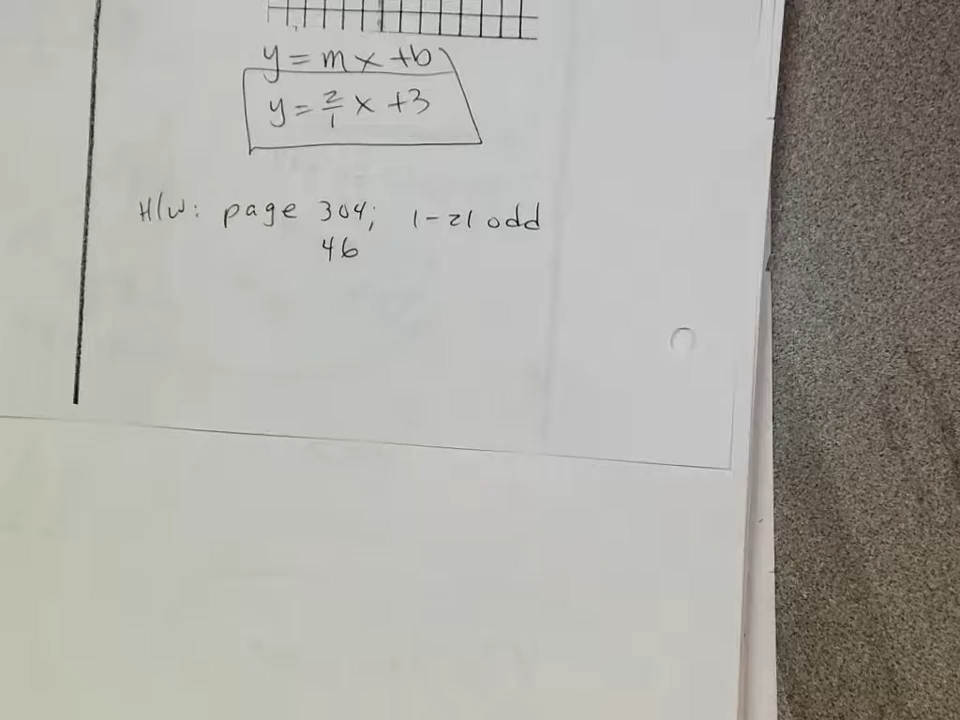 y = mx + b
y = 2/1 x + 3
H/w: page 304; 1-21 odd
46